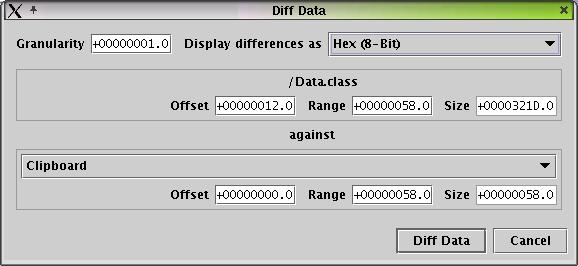 Diff Data
Granularity +00000001.0 Display differences as Hex (8-Bit)
/Data.class
Offset +00000012.0 Range +00000058.0 Size +0000321D.0
against
Clipboard
Offset +00000000.0 Range +00000058.0 Size +00000058.0
Diff Data Cancel